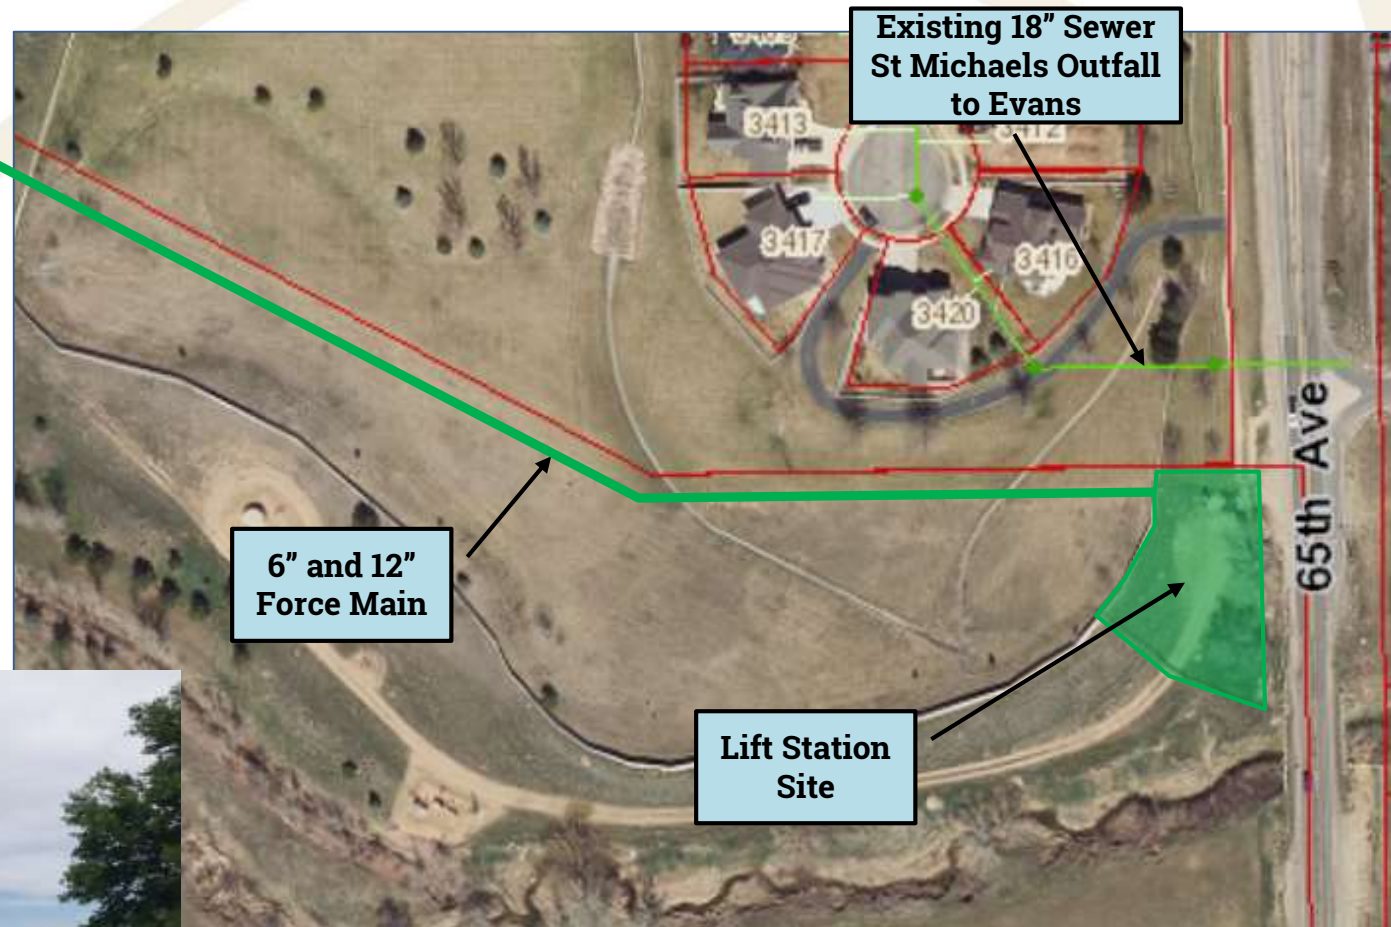 Existing 18” Sewer
St Michaels Outfall
to Evans
3413
3412
3417
3416
3420
65th Ave
6” and 12”
Force Main
Lift Station
Site